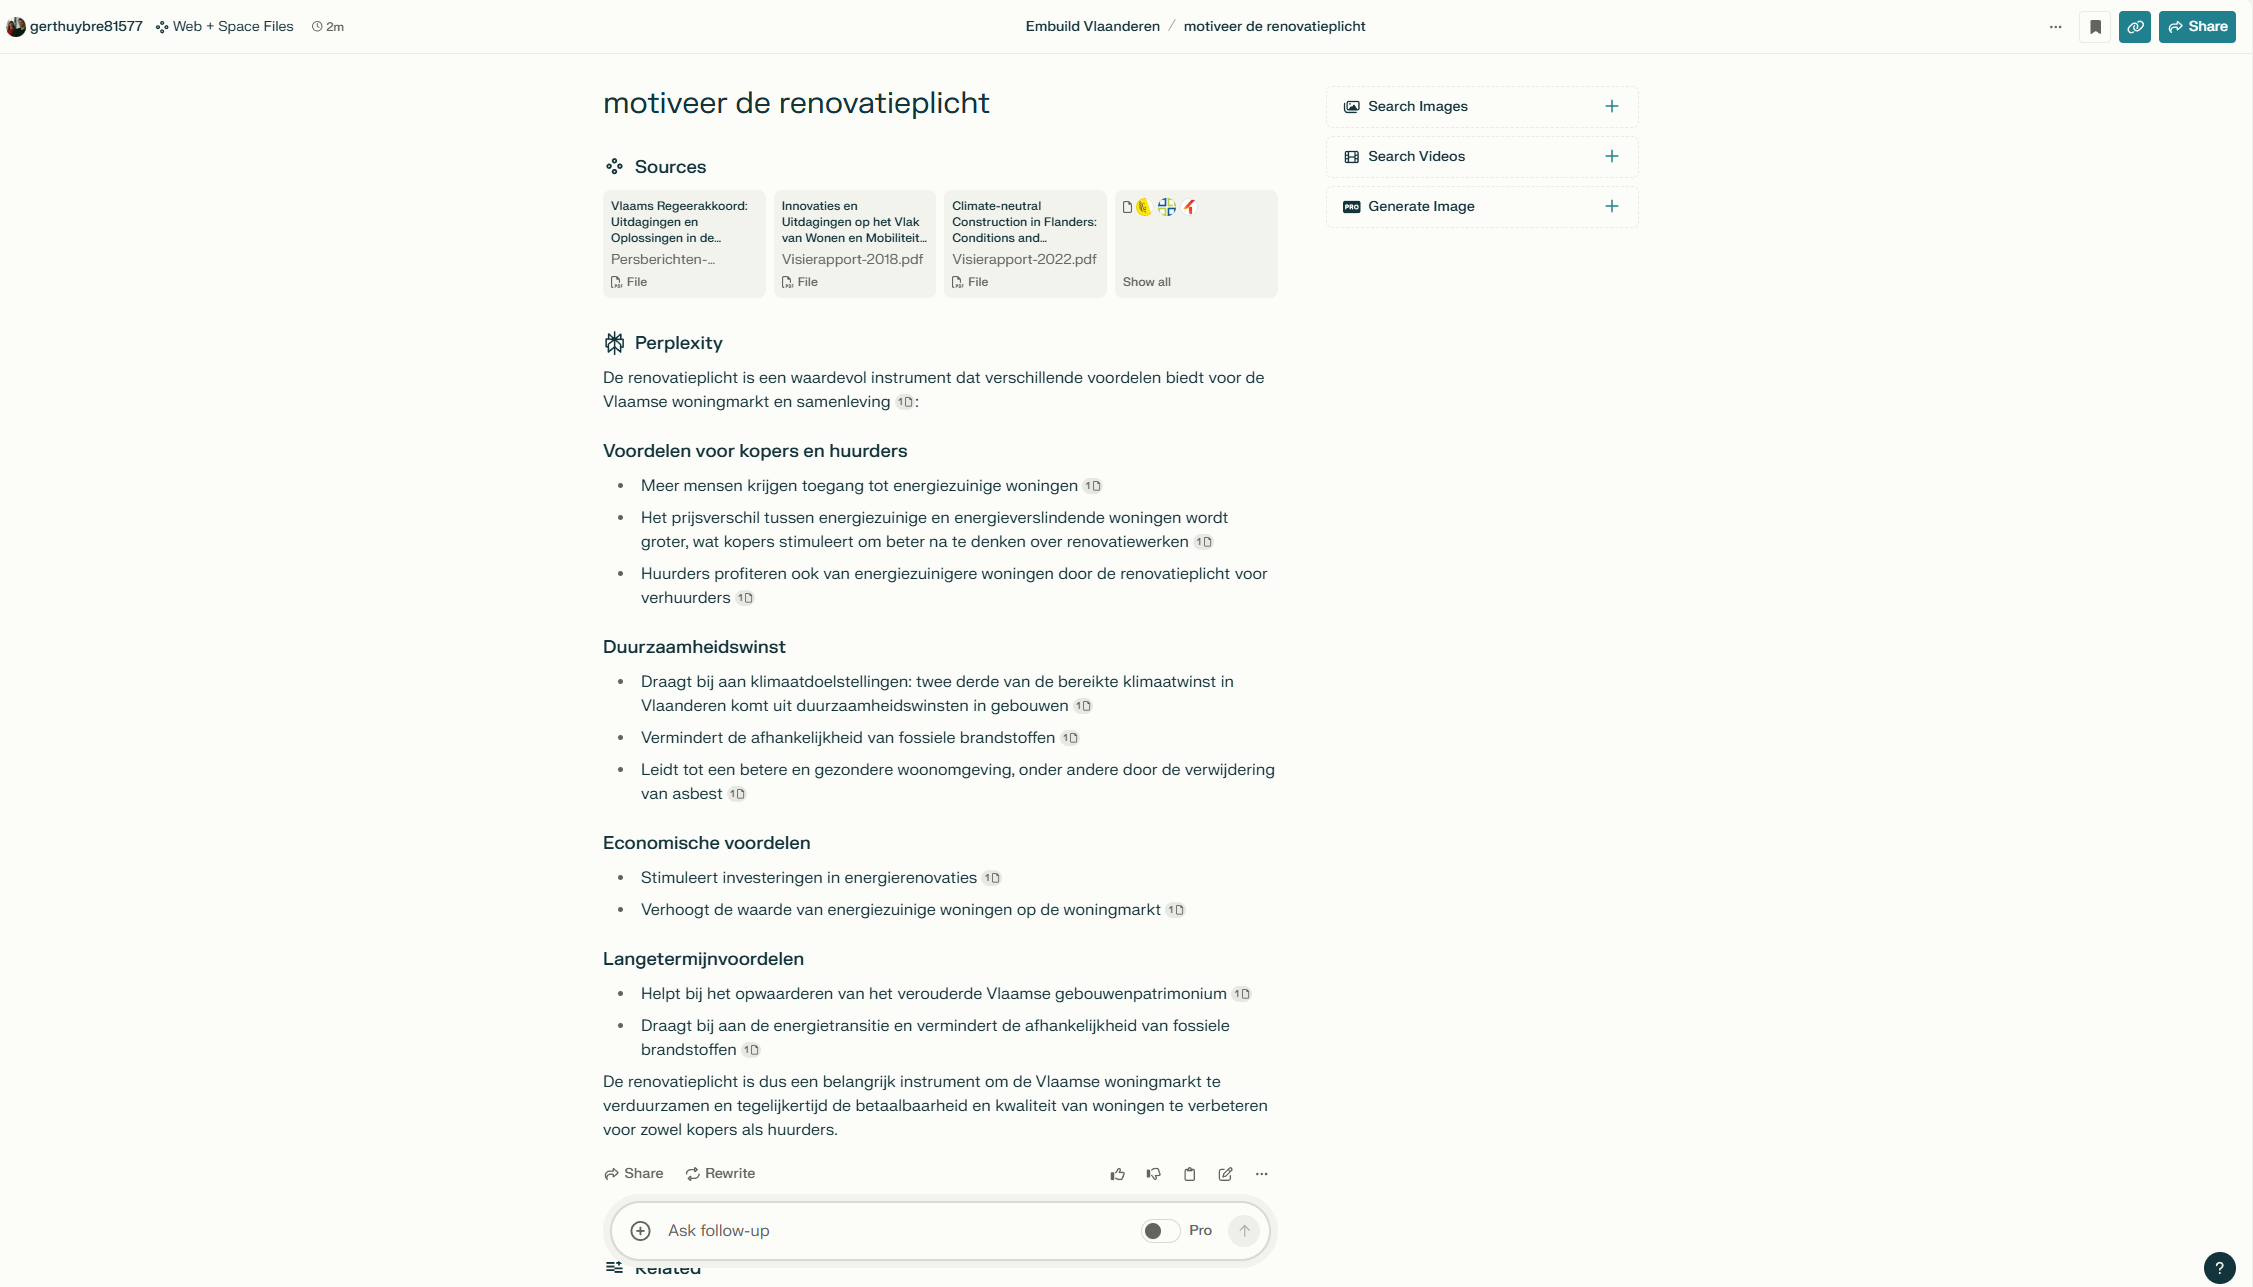 gerthuybre81577 Web + Space Files 2m
Embuild Vlaanderen / motiveer de renovatieplicht
Share
motiveer de renovatieplicht
Sources
Vlaams Regeerakkoord:
Uitdagingen en
Oplossingen in de…
Persberichten-…
File
Innovaties en
Uitdagingen op het Vlak
van Wonen en Mobiliteit…
Visierapport-2018.pdf
File
Climate-neutral
Construction in Flanders:
Conditions and…
Visierapport-2022.pdf
File
Show all
Search Images
Search Videos
PRO Generate Image
Perplexity
De renovatieplicht is een waardevol instrument dat verschillende voordelen biedt voor de
Vlaamse woningmarkt en samenleving 1:
Voordelen voor kopers en huurders
• Meer mensen krijgen toegang tot energiezuinige woningen 1
• Het prijsverschil tussen energiezuinige en energieverslindende woningen wordt
groter, wat kopers stimuleert om beter na te denken over renovatiewerken 1
• Huurders profiteren ook van energiezuinigere woningen door de renovatieplicht voor
verhuurders 1
Duurzaamheidswinst
• Draagt bij aan klimaatdoelstellingen: twee derde van de bereikte klimaatwinst in
Vlaanderen komt uit duurzaamheidswinsten in gebouwen 1
• Vermindert de afhankelijkheid van fossiele brandstoffen 1
• Leidt tot een betere en gezondere woonomgeving, onder andere door de verwijdering
van asbest 1
Economische voordelen
• Stimuleert investeringen in energierenovaties 1
• Verhoogt de waarde van energiezuinige woningen op de woningmarkt 1
Langetermijnvoordelen
• Helpt bij het opwaarderen van het verouderde Vlaamse gebouwenpatrimonium 1
• Draagt bij aan de energietransitie en vermindert de afhankelijkheid van fossiele
brandstoffen 1
De renovatieplicht is dus een belangrijk instrument om de Vlaamse woningmarkt te
verduurzamen en tegelijkertijd de betaalbaarheid en kwaliteit van woningen te verbeteren
voor zowel kopers als huurders.
Share Rewrite
Ask follow-up Pro
Related
?